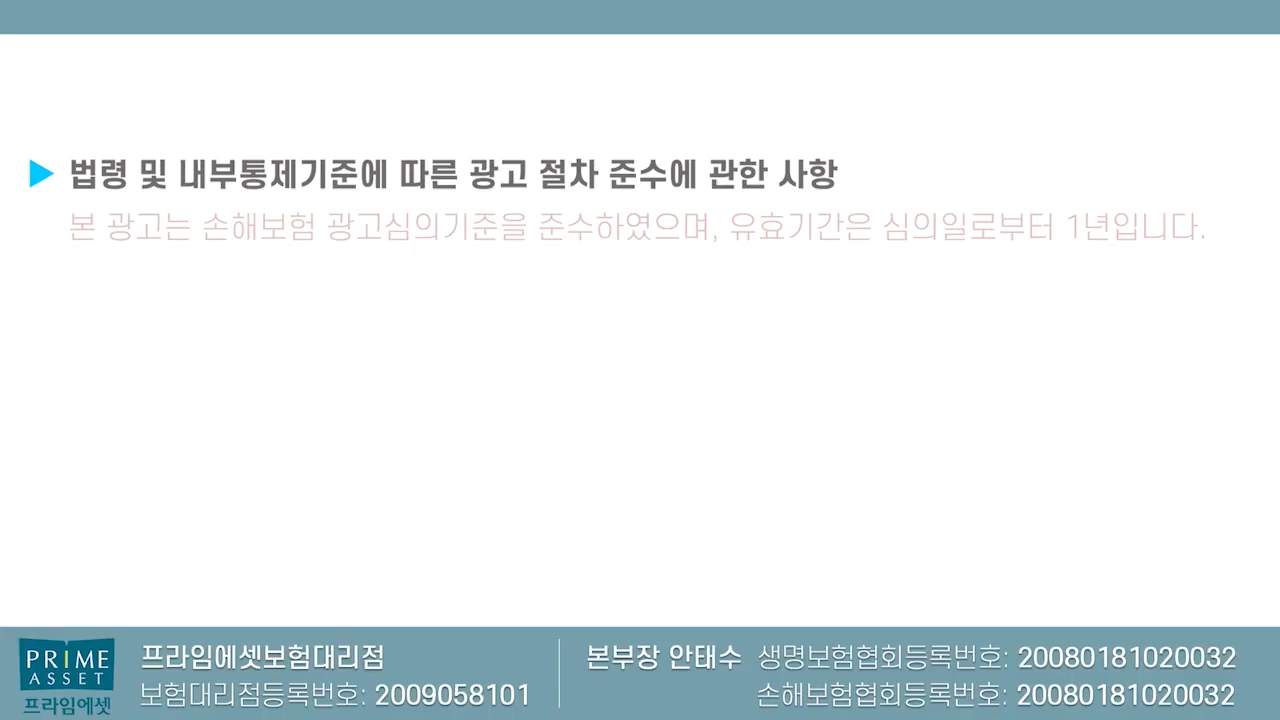 ▶ 법령 및 내부통제기준에 따른 광고 절차 준수에 관한 사항
본 광고는 손해보험 광고심의기준을 준수하였으며, 유효기간은 심의일로부터 1년입니다.
PRIME
ASSET
프라임에셋
프라임에셋보험대리점
보험대리점등록번호: 2009058101
본부장 안태수 생명보험협회등록번호: 20080181020032
손해보험협회등록번호: 20080181020032